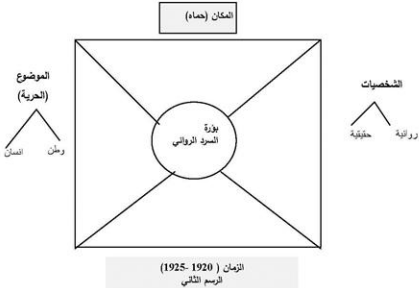 المكان (حماه)
الشخصيات
روائية
حقيقية
الموضوع
(الحرية)
وطن
انسان
بؤرة
السرد الروائي
الزمان ( 1920 -1925)
الرسم الثاني